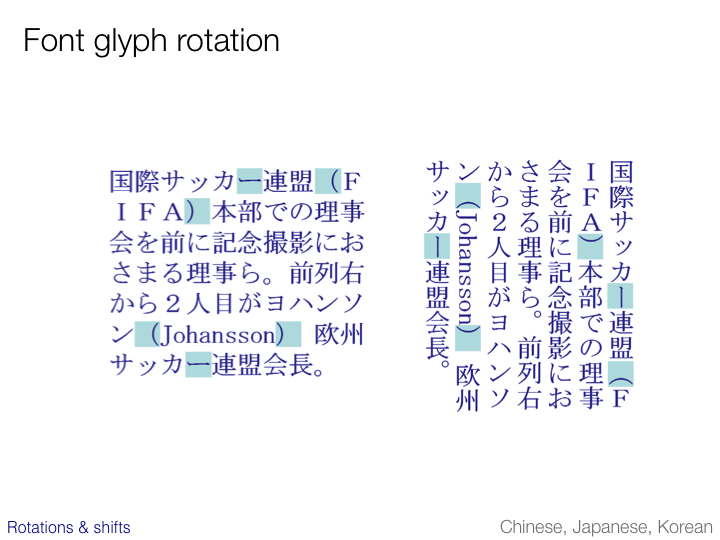 Font glyph rotation
国際サッカー連盟（Ｆ
ＩＦＡ）本部での理事
会を前に記念撮影にお
さまる理事ら。前列右
から２人目がヨハンソ
ン（Johansson） 欧州
サッカー連盟会長。
国際サッカー連盟（Ｆ
ＩＦＡ）本部での理事
会を前に記念撮影にお
さまる理事ら。前列右
から２人目がヨハンソ
ン（Johansson） 欧州
サッカー連盟会長。
Rotations & shifts
Chinese, Japanese, Korean